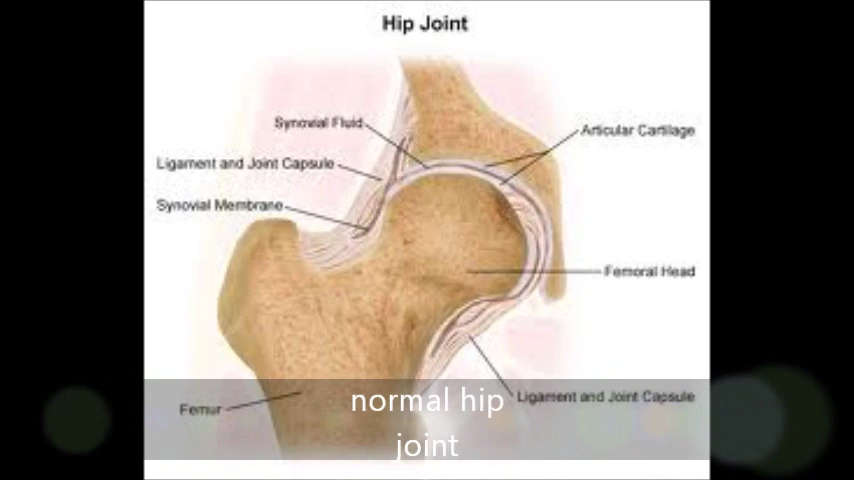 Hip Joint
Synovial Fluid
Articular Cartilage
Ligament and Joint Capsule
Synovial Membrane
Femoral Head
Ligament and Joint Capsule
Femur
normal hip
joint